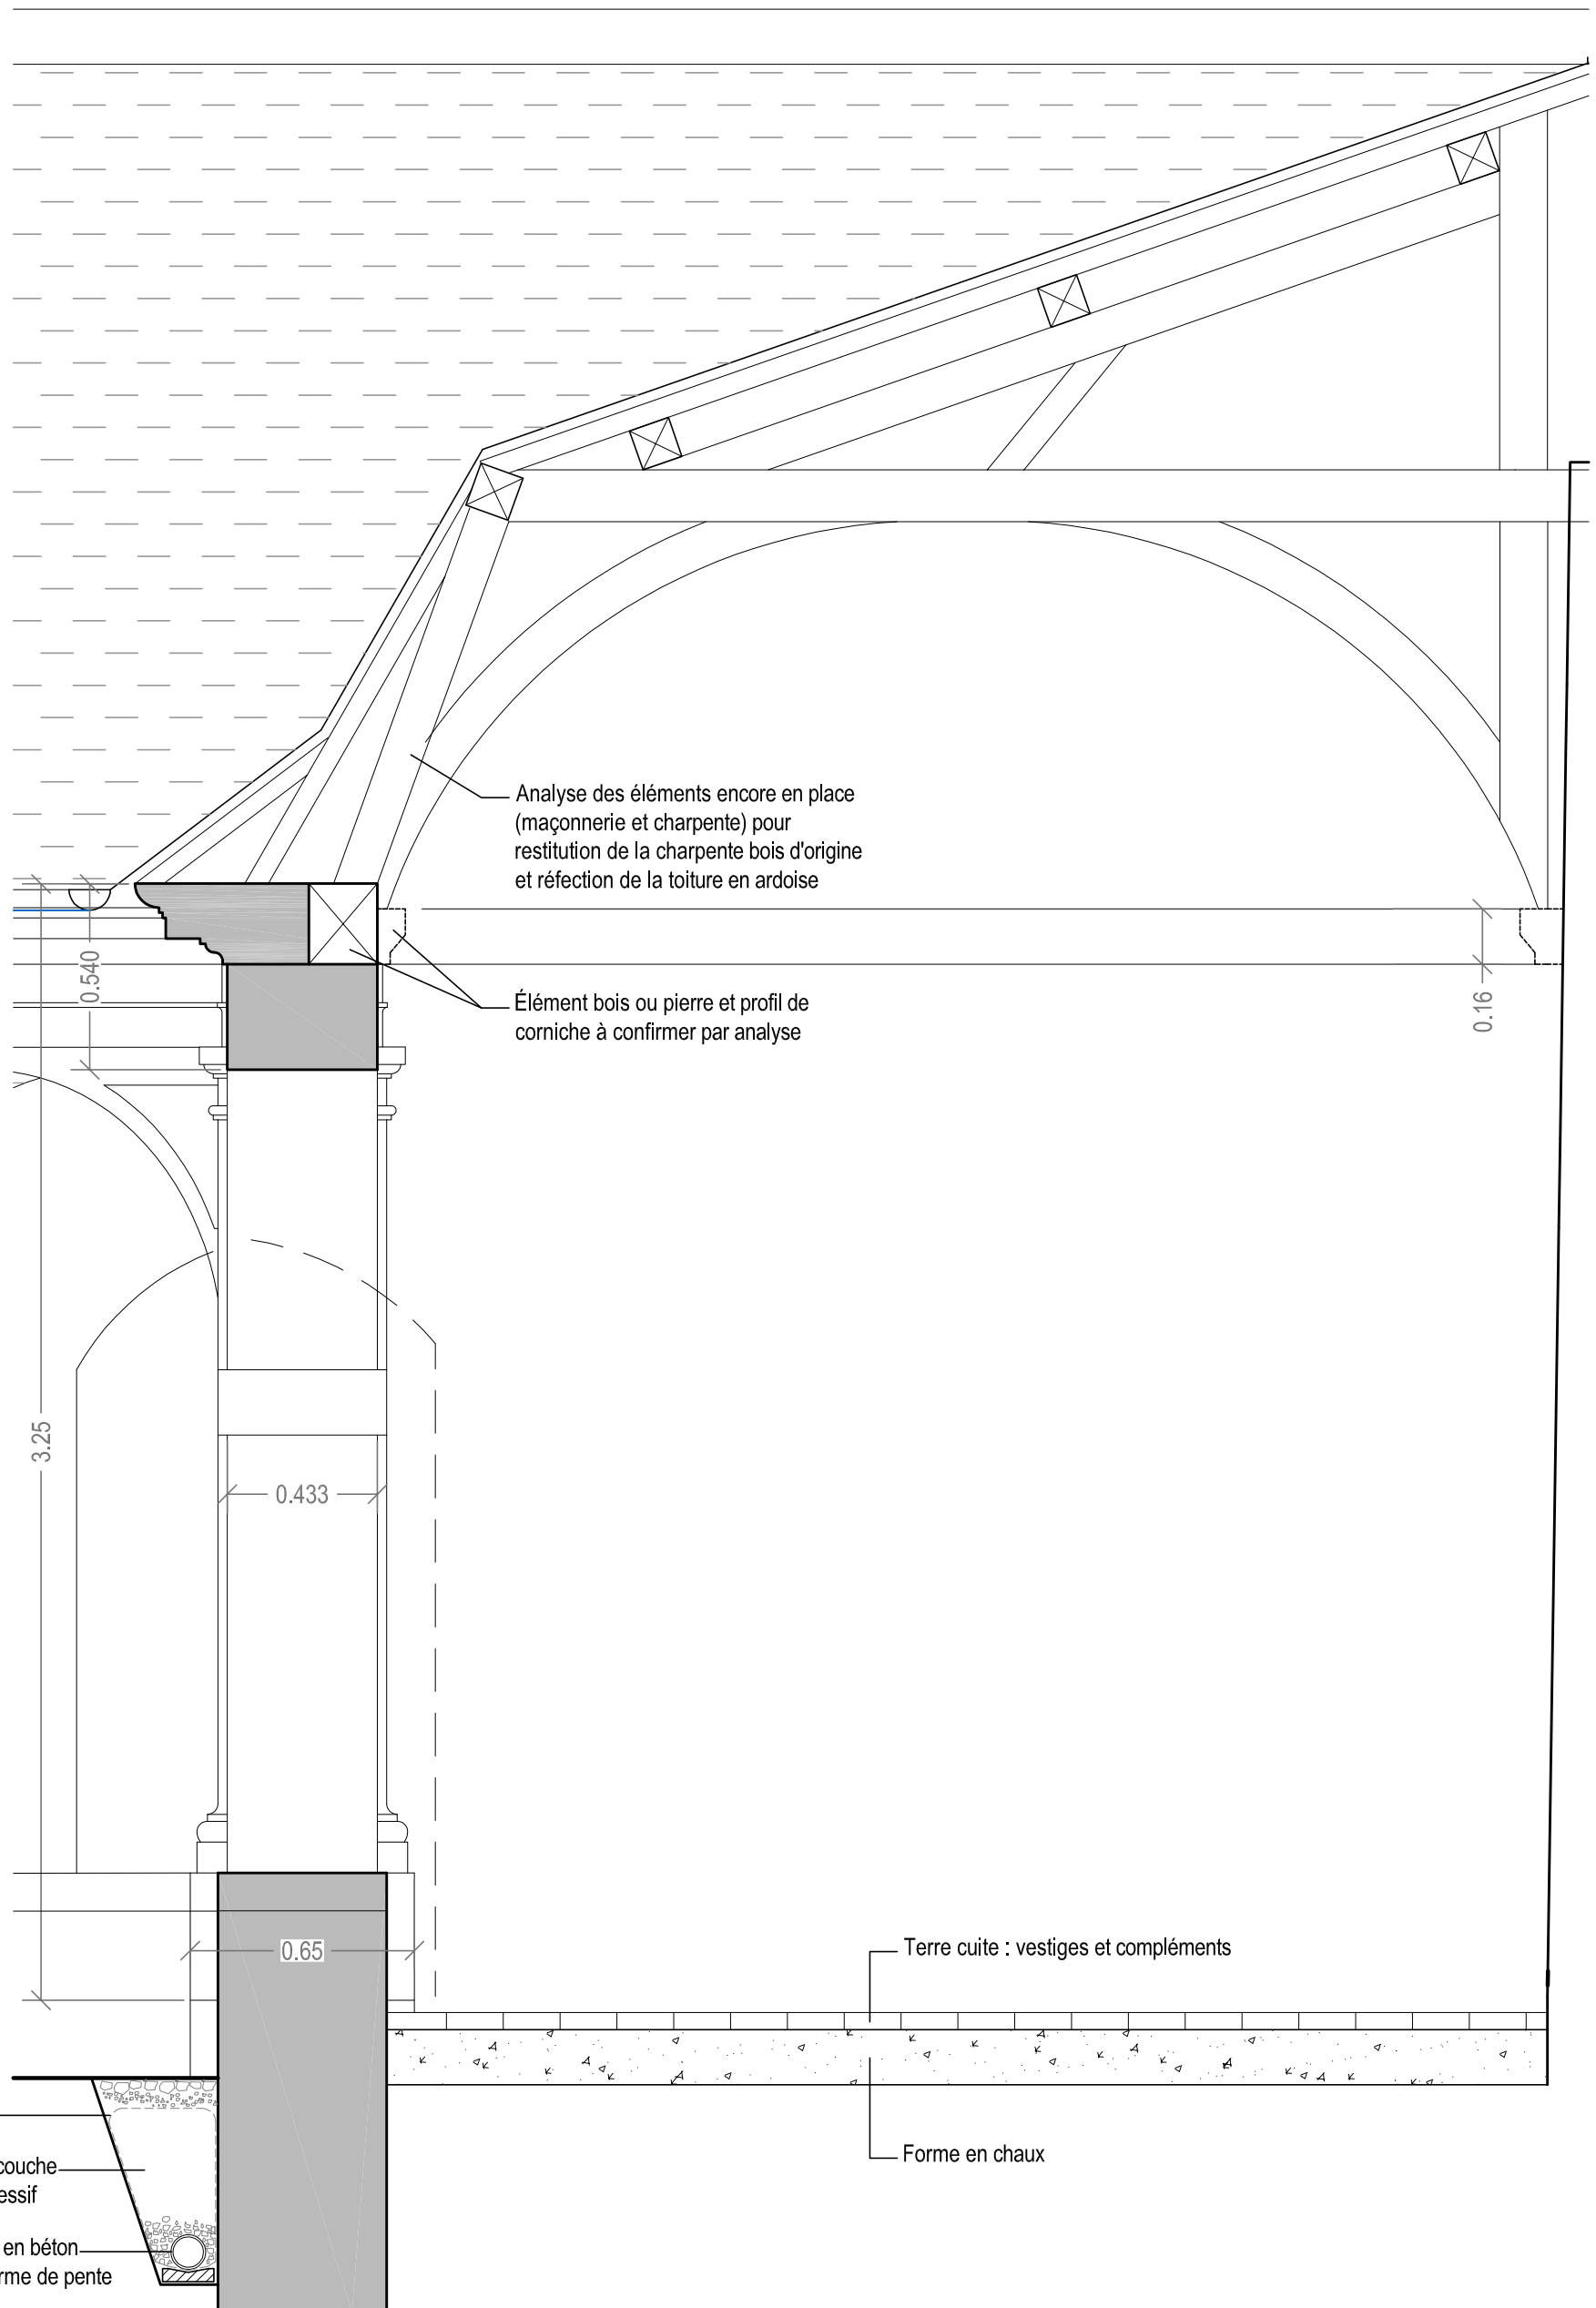 Analyse des éléments encore en place
(maçonnerie et charpente) pour
restitution de la charpente bois d'origine
et réfection de la toiture en ardoise
0.540
0.16
Élément bois ou pierre et profil de
corniche à confirmer par analyse
3.25
0.433
0.65
Terre cuite : vestiges et compléments
Forme en chaux
couche
essif
en béton
rme de pente